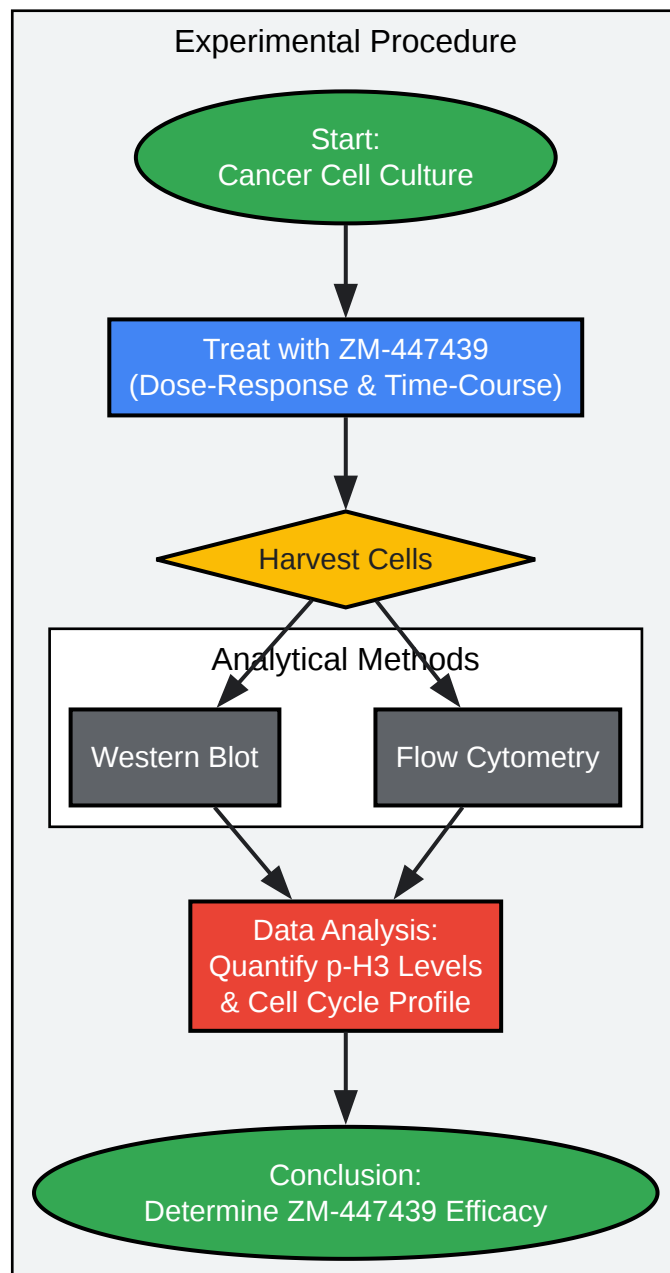 Experimental Procedure
Start:
Cancer Cell Culture
Treat with ZM-447439
(Dose-Response & Time-Course)
Harvest Cells
Analytical Methods
Western Blot
Flow Cytometry
Data Analysis:
Quantify p-H3 Levels
& Cell Cycle Profile
Conclusion:
Determine ZM-447439 Efficacy